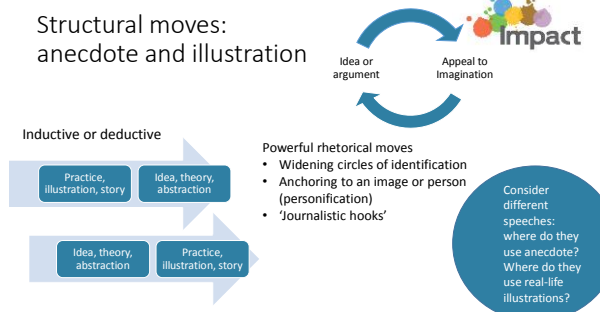 Structural moves:
anecdote and illustration
Idea or
argument
Appeal to
Imagination
Impact
Inductive or deductive
Practice,
illustration, story
Idea, theory,
abstraction
Idea, theory,
abstraction
Practice,
illustration, story
Powerful rhetorical moves
• Widening circles of identification
• Anchoring to an image or person
(personification)
• ‘Journalistic hooks’
Consider
different
speeches:
where do they
use anecdote?
Where do they
use real-life
illustrations?